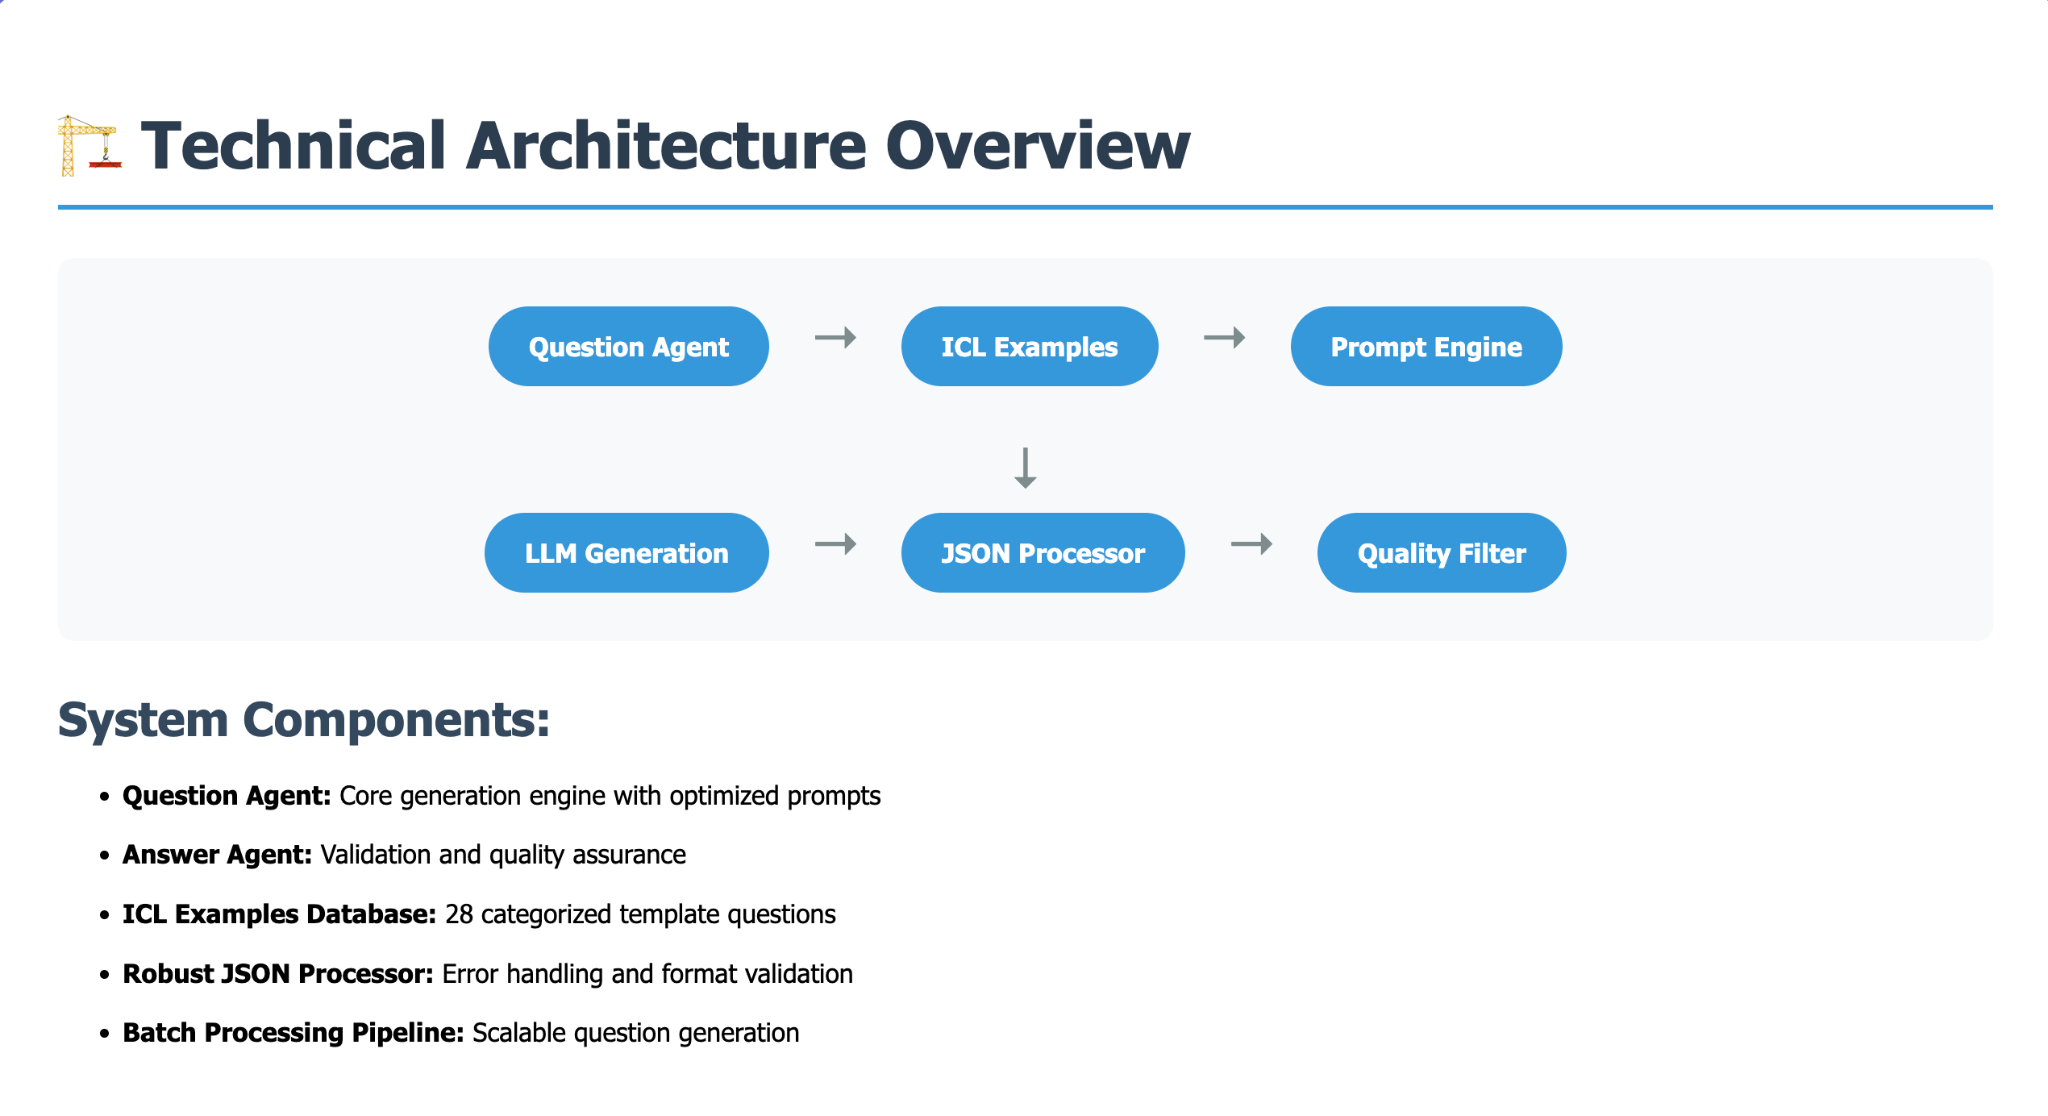 Technical Architecture Overview
Question Agent → ICL Examples → Prompt Engine
↓
LLM Generation → JSON Processor → Quality Filter
System Components:
• Question Agent: Core generation engine with optimized prompts
• Answer Agent: Validation and quality assurance
• ICL Examples Database: 28 categorized template questions
• Robust JSON Processor: Error handling and format validation
• Batch Processing Pipeline: Scalable question generation